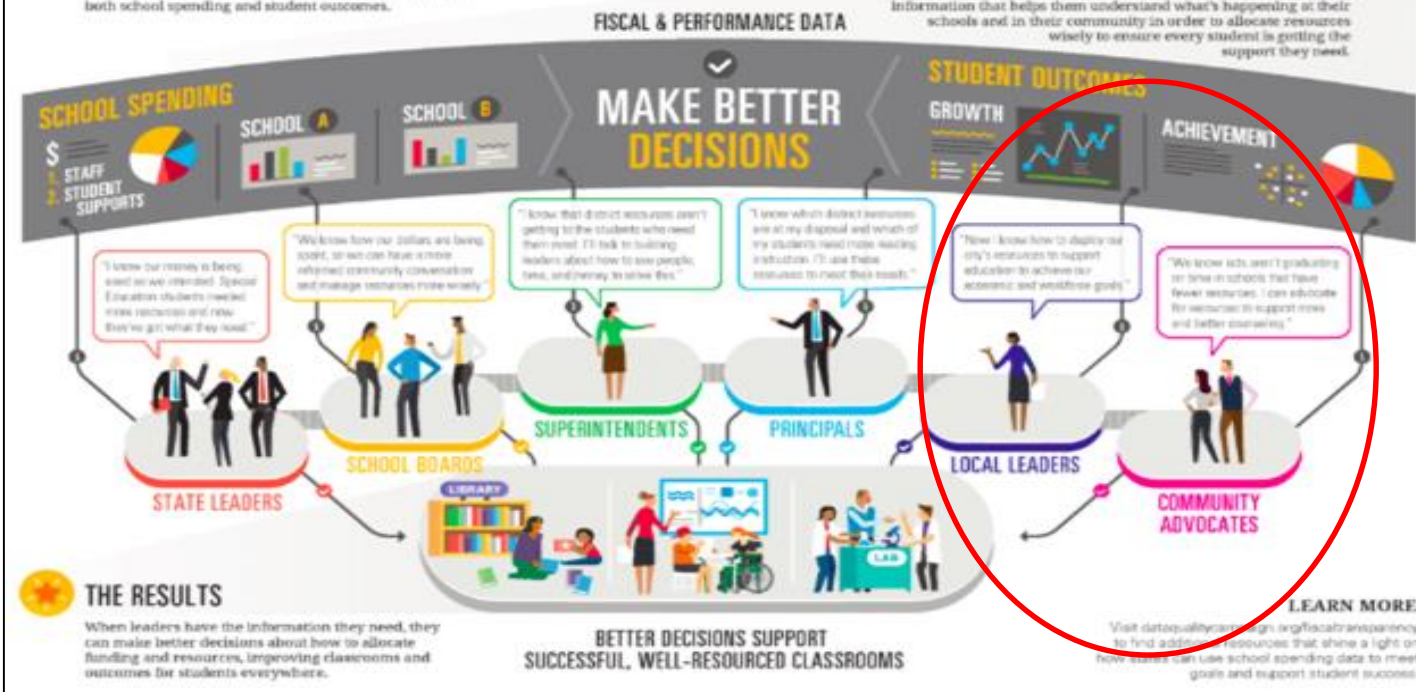 both school spending and student outcomes.
FISCAL & PERFORMANCE DATA
information that helps them understand what's happening at their
schools and in their community in order to allocate resources
wisely to ensure every student is getting the
support they need.
SCHOOL SPENDING
$
1. STAFF
2. STUDENT
SUPPORTS
SCHOOL A
SCHOOL B
MAKE BETTER
DECISIONS
STUDENT OUTCOMES
GROWTH
ACHIEVEMENT
"I know our money is being
used as we intended. Special
Education students needed
more resources and now
they've got what they need."
"We know how our dollars are being
spent, so we can have a more
informed community conversation
and manage resources more wisely."
"I know that district resources aren't
getting to the students who need
them most. I'll talk to building
leaders about how to use people,
time, and money to solve this."
"I know which district resources
are at my disposal and which of
my students need more reading
instruction. I'll use these
resources to meet their needs."
"Now I know how to deploy our
city's resources to support
education to achieve our
economic and workforce goals."
"We know kids aren't graduating
on time in schools that have
fewer resources. I can advocate
for resources to support more
and better counseling."
STATE LEADERS
SCHOOL BOARDS
SUPERINTENDENTS
PRINCIPALS
LOCAL LEADERS
COMMUNITY
ADVOCATES
LIBRARY
LAB
THE RESULTS
When leaders have the information they need, they
can make better decisions about how to allocate
funding and resources, improving classrooms and
outcomes for students everywhere.
BETTER DECISIONS SUPPORT
SUCCESSFUL, WELL-RESOURCED CLASSROOMS
LEARN MORE
Visit dataqualitycampaign.org/fiscaltransparency
to find additional resources that shine a light on
how states can use school spending data to meet
goals and support student success.